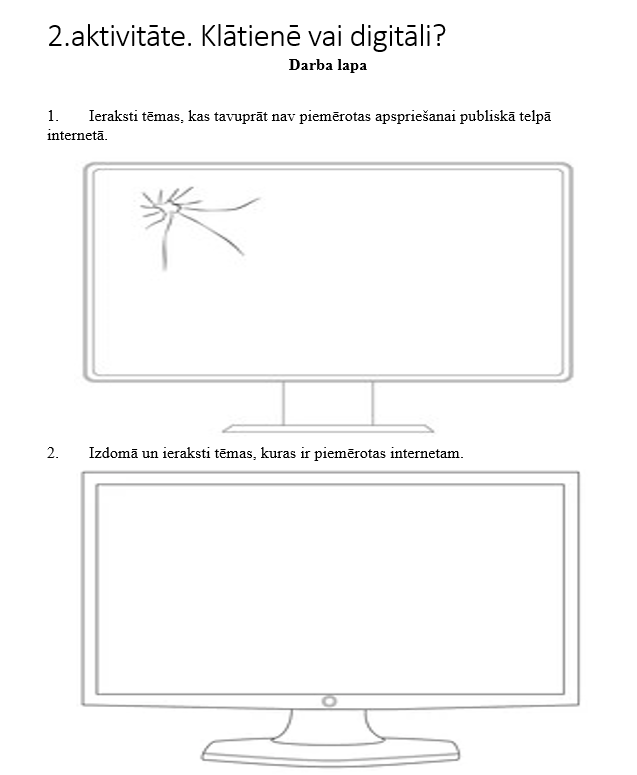 2.aktivitāte. Klātienē vai digitāli?
Darba lapa
1. Ieraksti tēmas, kas tavuprāt nav piemērotas apspriešanai publiskā telpā
internetā.
2. Izdomā un ieraksti tēmas, kuras ir piemērotas internetam.